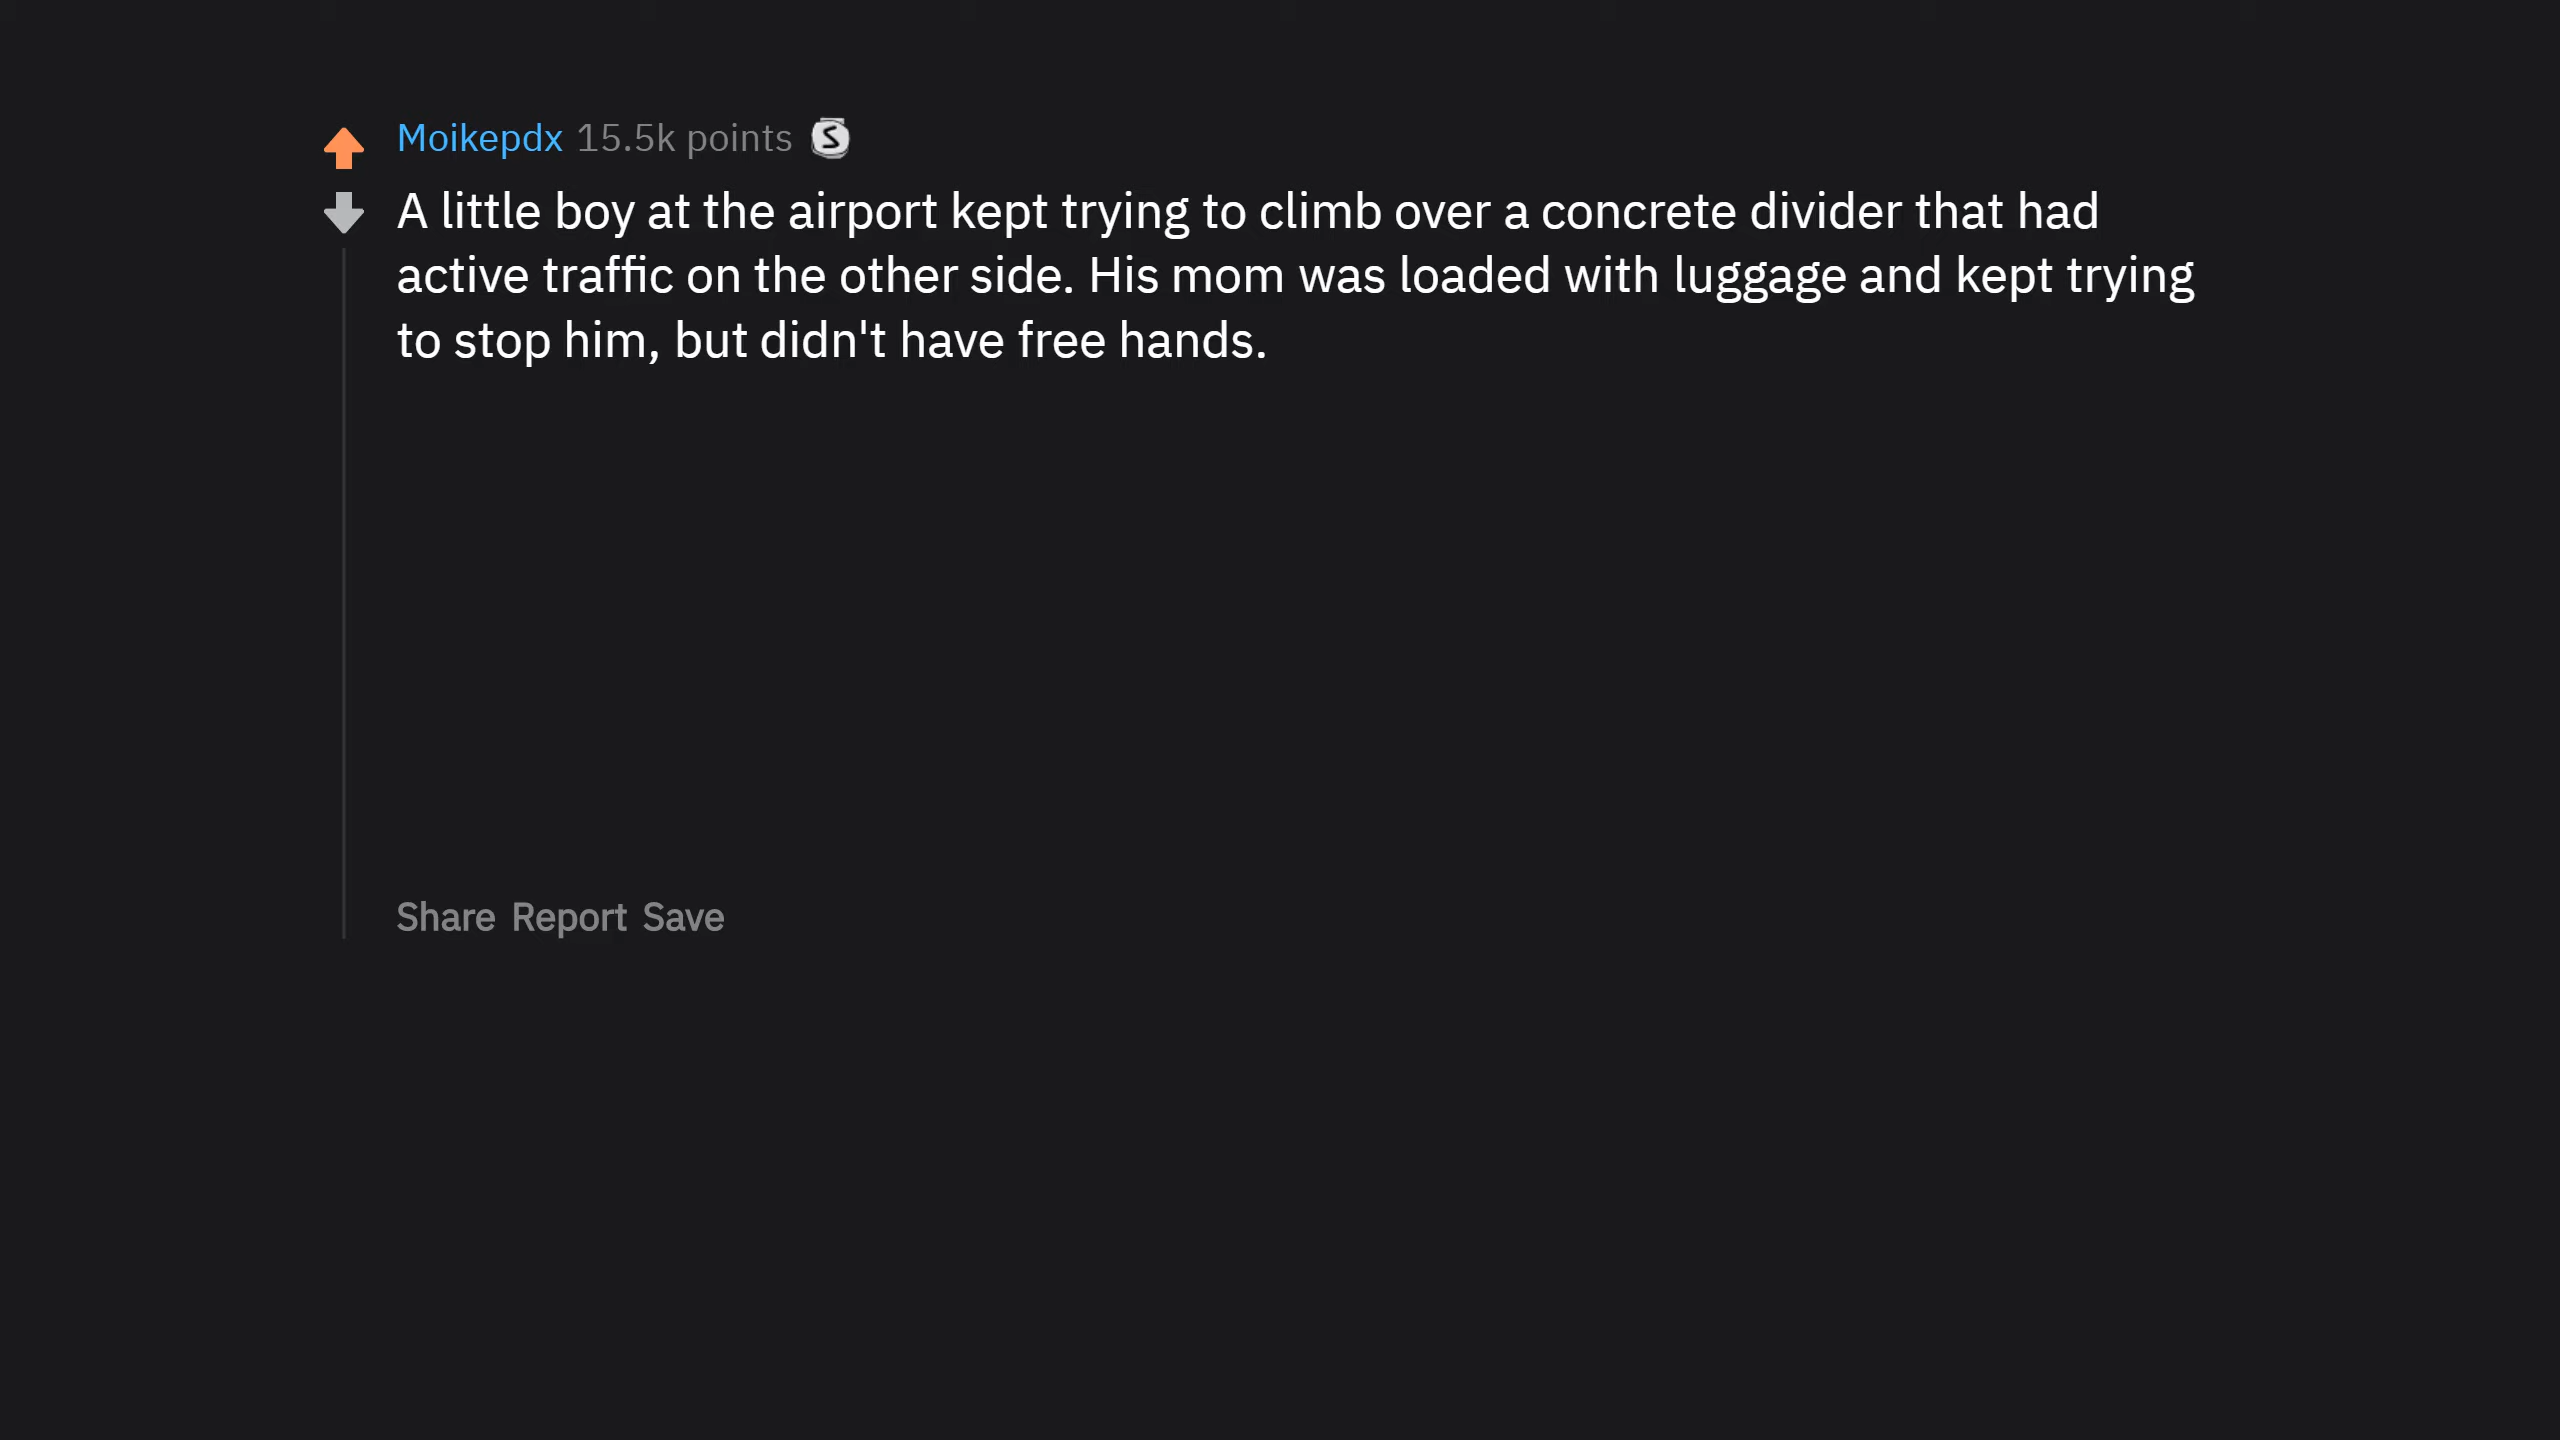 Moikepdx 15.5k points S
A little boy at the airport kept trying to climb over a concrete divider that had
active traffic on the other side. His mom was loaded with luggage and kept trying
to stop him, but didn't have free hands.
Share Report Save